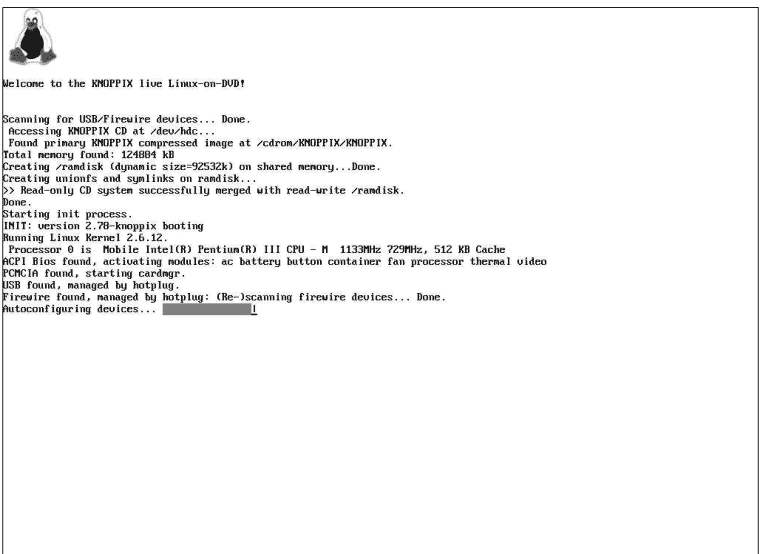 Welcome to the KNOPPIX live Linux-on-DVD!
Scanning for USB/Firewire devices... Done.
Accessing KNOPPIX CD at /dev/hdc...
Found primary KNOPPIX compressed image at /cdrom/KNOPPIX/KNOPPIX.
Total memory found: 124884 kB
Creating /ramdisk (dynamic size=92532k) on shared memory...Done.
Creating unionfs and symlinks on ramdisk...
>> Read-only CD system successfully merged with read-write /ramdisk.
Done.
Starting init process.
INIT: version 2.78-knoppix booting
Running Linux Kernel 2.6.12.
Processor 0 is  Mobile Intel(R) Pentium(R) III CPU - M  1133MHz 729MHz, 512 KB Cache
ACPI Bios found, activating modules: ac battery button container fan processor thermal video
PCMCIA found, starting cardmgr.
USB found, managed by hotplug.
Firewire found, managed by hotplug: (Re-)scanning firewire devices... Done.
Autoconfiguring devices...